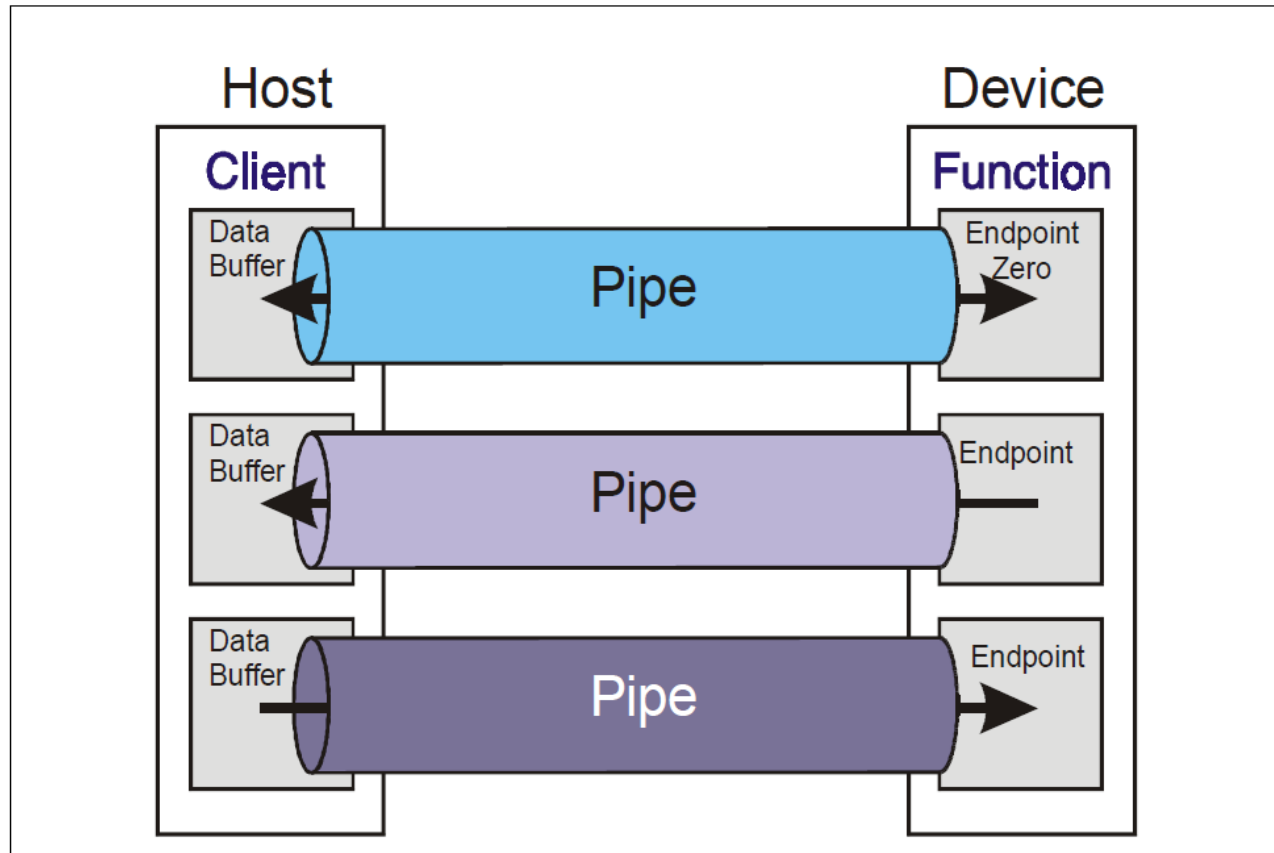 Host
Device
Client
Function
Data
Buffer
Pipe
Endpoint
Zero
Data
Buffer
Pipe
Endpoint
Data
Buffer
Pipe
Endpoint